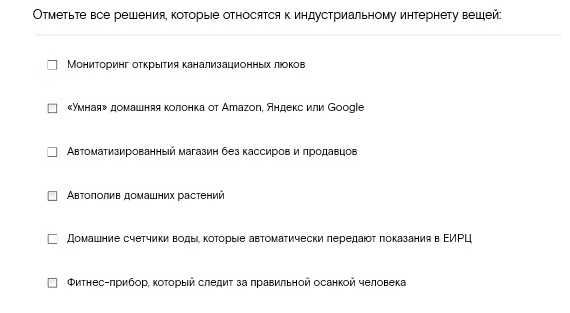 Отметьте все решения, которые относятся к индустриальному интернету вещей:
Мониторинг открытия канализационных люков
«Умная» домашняя колонка от Amazon, Яндекс или Google
Автоматизированный магазин без кассиров и продавцов
Автополив домашних растений
Домашние счетчики воды, которые автоматически передают показания в ЕИРЦ
Фитнес-прибор, который следит за правильной осанкой человека